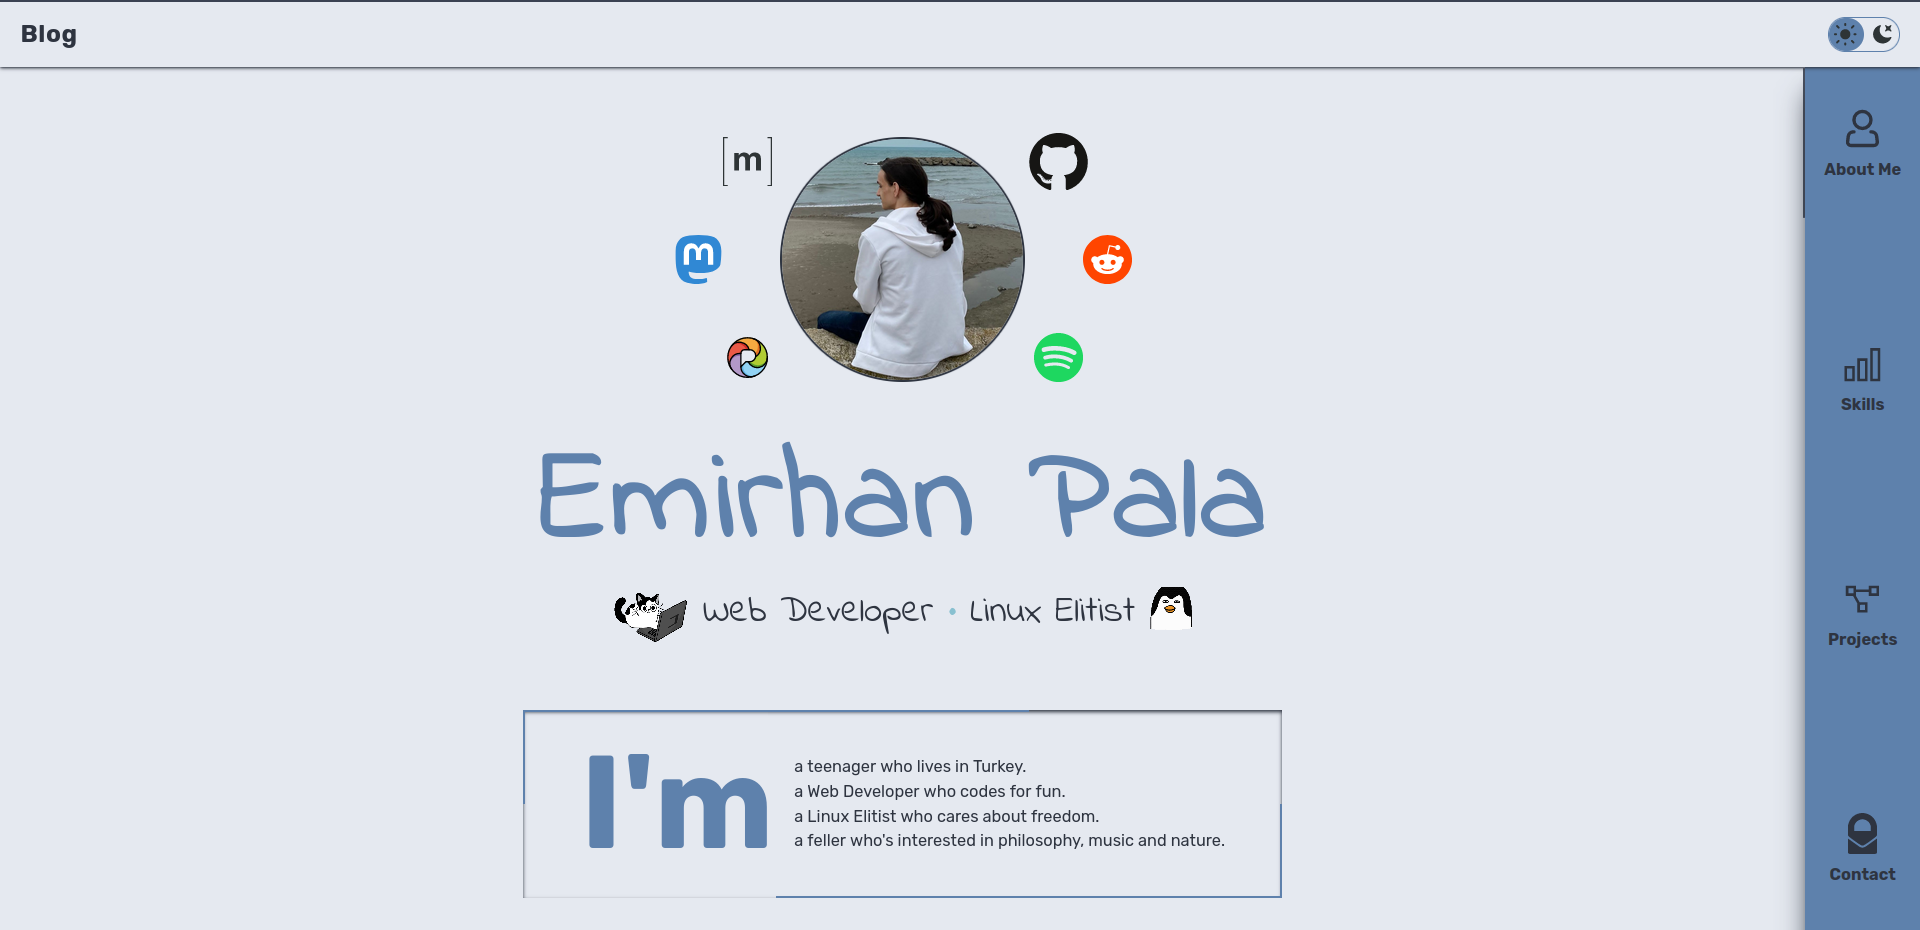 Blog
[m]
m
About Me
Skills
Emirhan Pala
Web Developer • Linux Elitist
Projects
I'm
a teenager who lives in Turkey.
a Web Developer who codes for fun.
a Linux Elitist who cares about freedom.
a feller who's interested in philosophy, music and nature.
Contact